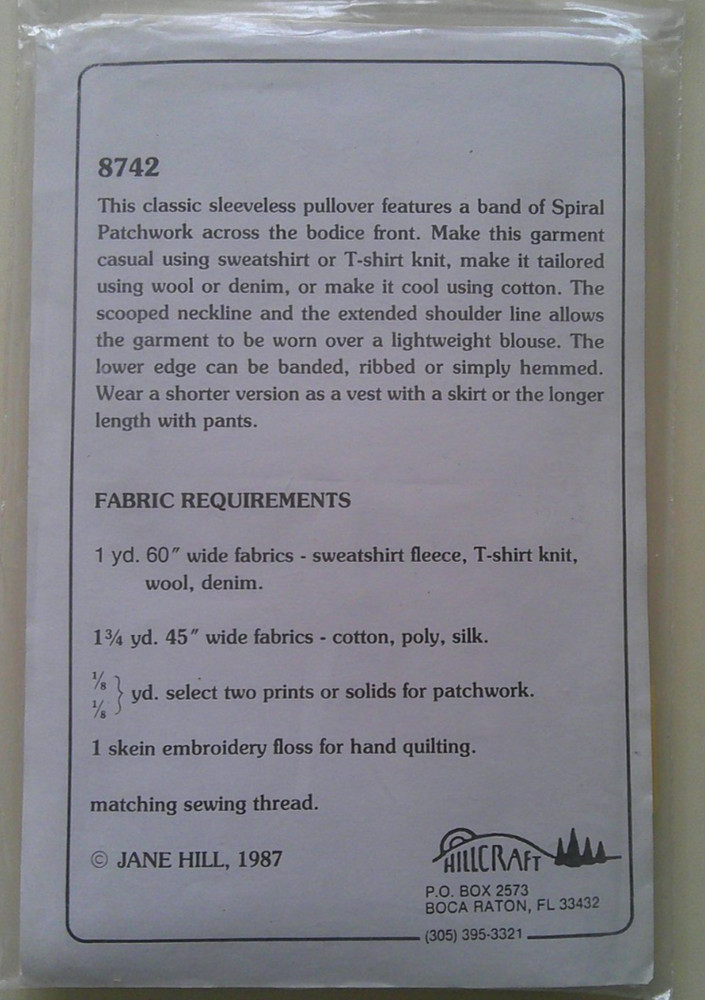 8742
This classic sleeveless pullover features a band of Spiral
Patchwork across the bodice front. Make this garment
casual using sweatshirt or T-shirt knit, make it tailored
using wool or denim, or make it cool using cotton. The
scooped neckline and the extended shoulder line allows
the garment to be worn over a lightweight blouse. The
lower edge can be banded, ribbed or simply hemmed.
Wear a shorter version as a vest with a skirt or the longer
length with pants.
FABRIC REQUIREMENTS
1 yd. 60″ wide fabrics - sweatshirt fleece, T-shirt knit,
wool, denim.
1¾ yd. 45″ wide fabrics - cotton, poly, silk.
⅛
⅛ } yd. select two prints or solids for patchwork.
1 skein embroidery floss for hand quilting.
matching sewing thread.
© JANE HILL, 1987
HILLCRAFT
P.O. BOX 2573
BOCA RATON, FL 33432
(305) 395-3321